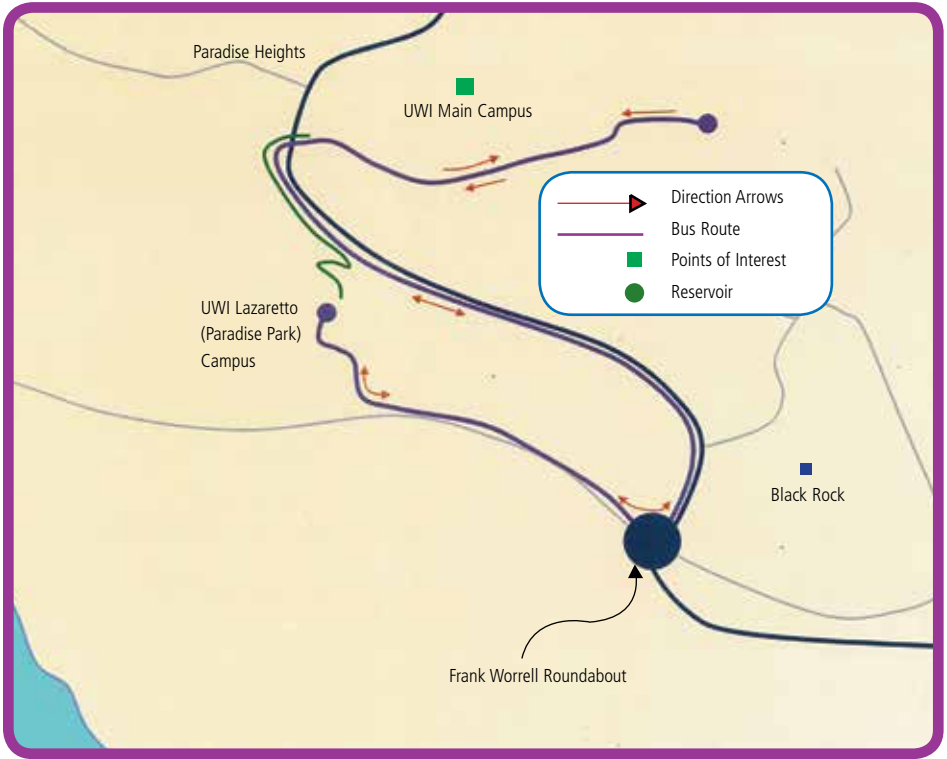 Paradise Heights
UWI Main Campus
Direction Arrows
Bus Route
Points of Interest
Reservoir
UWI Lazaretto
(Paradise Park)
Campus
Black Rock
Frank Worrell Roundabout